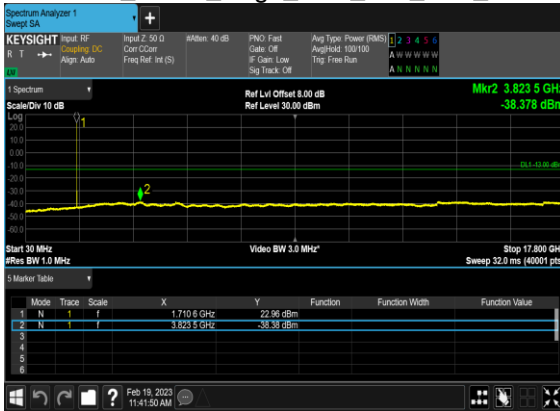 Spectrum Analyzer 1
Swept SA
KEYSIGHT Input: RF Input Z: 50 Ω #Atten: 40 dB PNO: Fast Avg Type: Power (RMS) 1 2 3 4 5 6
R T Coupling: DC Corr CCorr Gate: Off Avg|Hold: 100/100 A W W W W W
Align: Auto Freq Ref: Int (S) IF Gain: Low Trig: Free Run
Sig Track: Off A N N N N N
LW
1 Spectrum Ref Lvl Offset 8.00 dB Mkr2 3.823 5 GHz
Scale/Div 10 dB Ref Level 30.00 dBm -38.378 dBm
Log
20.0
10.0
0.00
-10.0
DL1 -13.00 dBm
-20.0
-30.0
-40.0
-50.0
-60.0
1
2
Start 30 MHz Video BW 3.0 MHz* Stop 17.800 GHz
#Res BW 1.0 MHz Sweep 32.0 ms (40001 pts)
5 Marker Table
Mode Trace Scale X Y Function Function Width Function Value
1 N 1 f 1.710 6 GHz 22.96 dBm
2 N 1 f 3.823 5 GHz -38.38 dBm
3
4
5
6
? Feb 19, 2023
11:41:50 AM